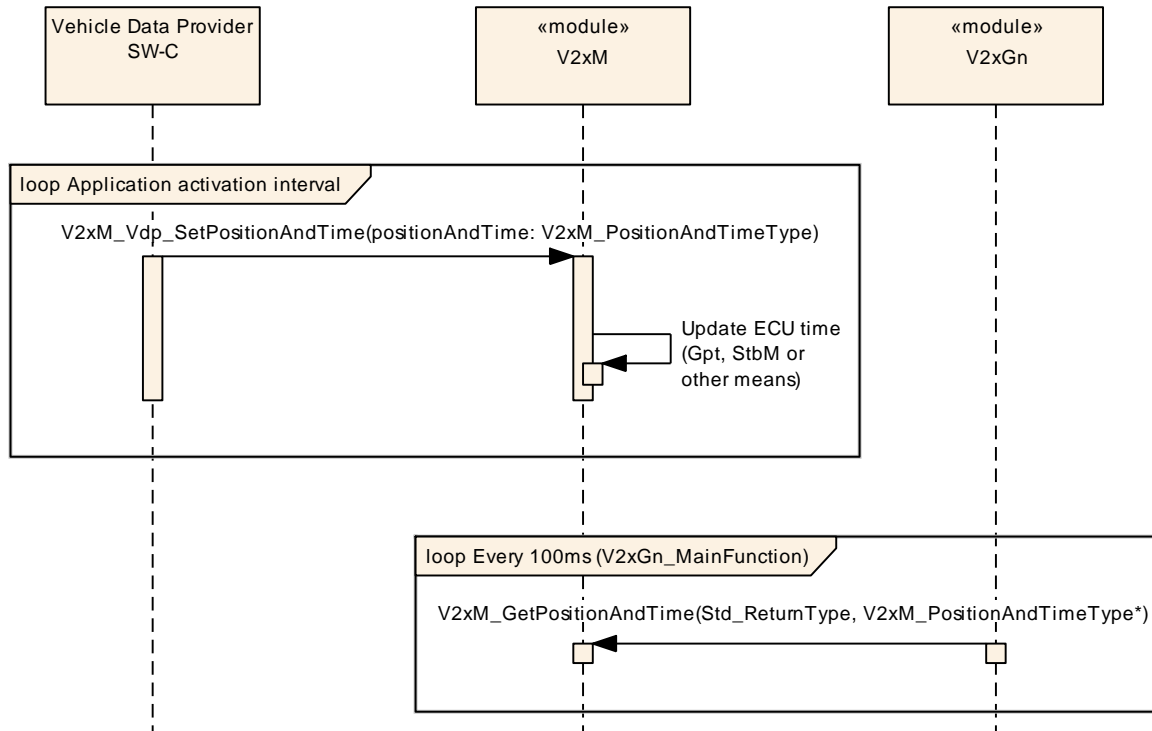 Vehicle Data Provider
SW-C
«module»
V2xM
«module»
V2xGn
loop Application activation interval
V2xM_Vdp_SetPositionAndTime(positionAndTime: V2xM_PositionAndTimeType)
Update ECU time
(Gpt, StbM or
other means)
loop Every 100ms (V2xGn_MainFunction)
V2xM_GetPositionAndTime(Std_ReturnType, V2xM_PositionAndTimeType*)